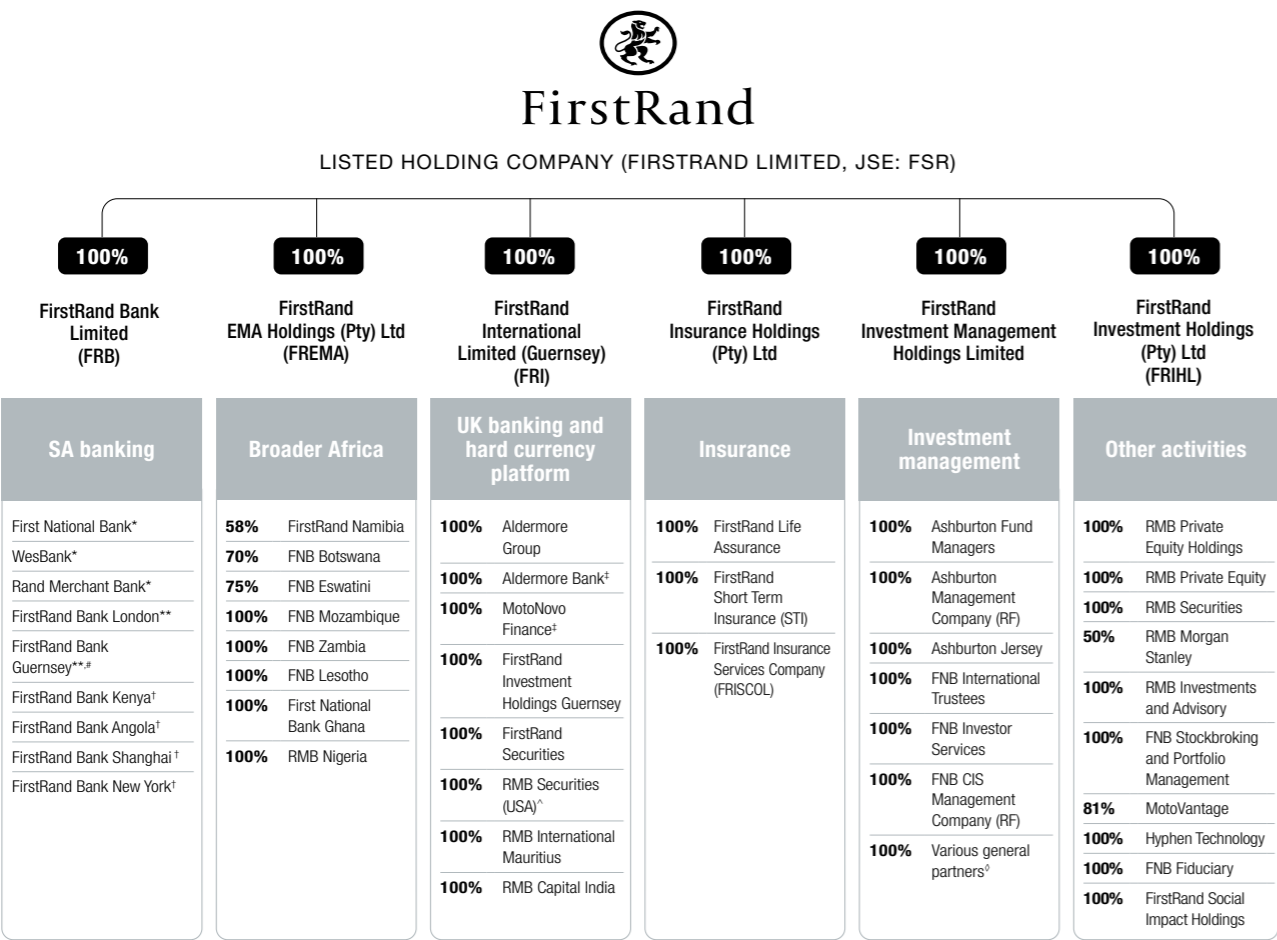 FirstRand
LISTED HOLDING COMPANY (FIRSTRAND LIMITED, JSE: FSR)
100%
FirstRand Bank
Limited
(FRB)
SA banking
First National Bank*
WesBank*
Rand Merchant Bank*
FirstRand Bank London**
FirstRand Bank
Guernsey**,#
FirstRand Bank Kenya†
FirstRand Bank Angola†
FirstRand Bank Shanghai†
FirstRand Bank New York†
100%
FirstRand
EMA Holdings (Pty) Ltd
(FREMA)
Broader Africa
58% FirstRand Namibia
70% FNB Botswana
75% FNB Eswatini
100% FNB Mozambique
100% FNB Zambia
100% FNB Lesotho
100% First National
Bank Ghana
100% RMB Nigeria
100%
FirstRand
International
Limited (Guernsey)
(FRI)
UK banking and
hard currency
platform
100% Aldermore
Group
100% Aldermore Bank‡
100% MotoNovo
Finance‡
100% FirstRand
Investment
Holdings Guernsey
100% FirstRand
Securities
100% RMB Securities
(USA)^
100% RMB International
Mauritius
100% RMB Capital India
100%
FirstRand
Insurance Holdings
(Pty) Ltd
Insurance
100% FirstRand Life
Assurance
100% FirstRand
Short Term
Insurance (STI)
100% FirstRand Insurance
Services Company
(FRISCOL)
100%
FirstRand
Investment Management
Holdings Limited
Investment
management
100% Ashburton Fund
Managers
100% Ashburton
Management
Company (RF)
100% Ashburton Jersey
100% FNB International
Trustees
100% FNB Investor
Services
100% FNB CIS
Management
Company (RF)
100% Various general
partners◊
100%
FirstRand
Investment Holdings
(Pty) Ltd
(FRIHL)
Other activities
100% RMB Private
Equity Holdings
100% RMB Private Equity
100% RMB Securities
50% RMB Morgan
Stanley
100% RMB Investments
and Advisory
100% FNB Stockbroking
and Portfolio
Management
81% MotoVantage
100% Hyphen Technology
100% FNB Fiduciary
100% FirstRand Social
Impact Holdings